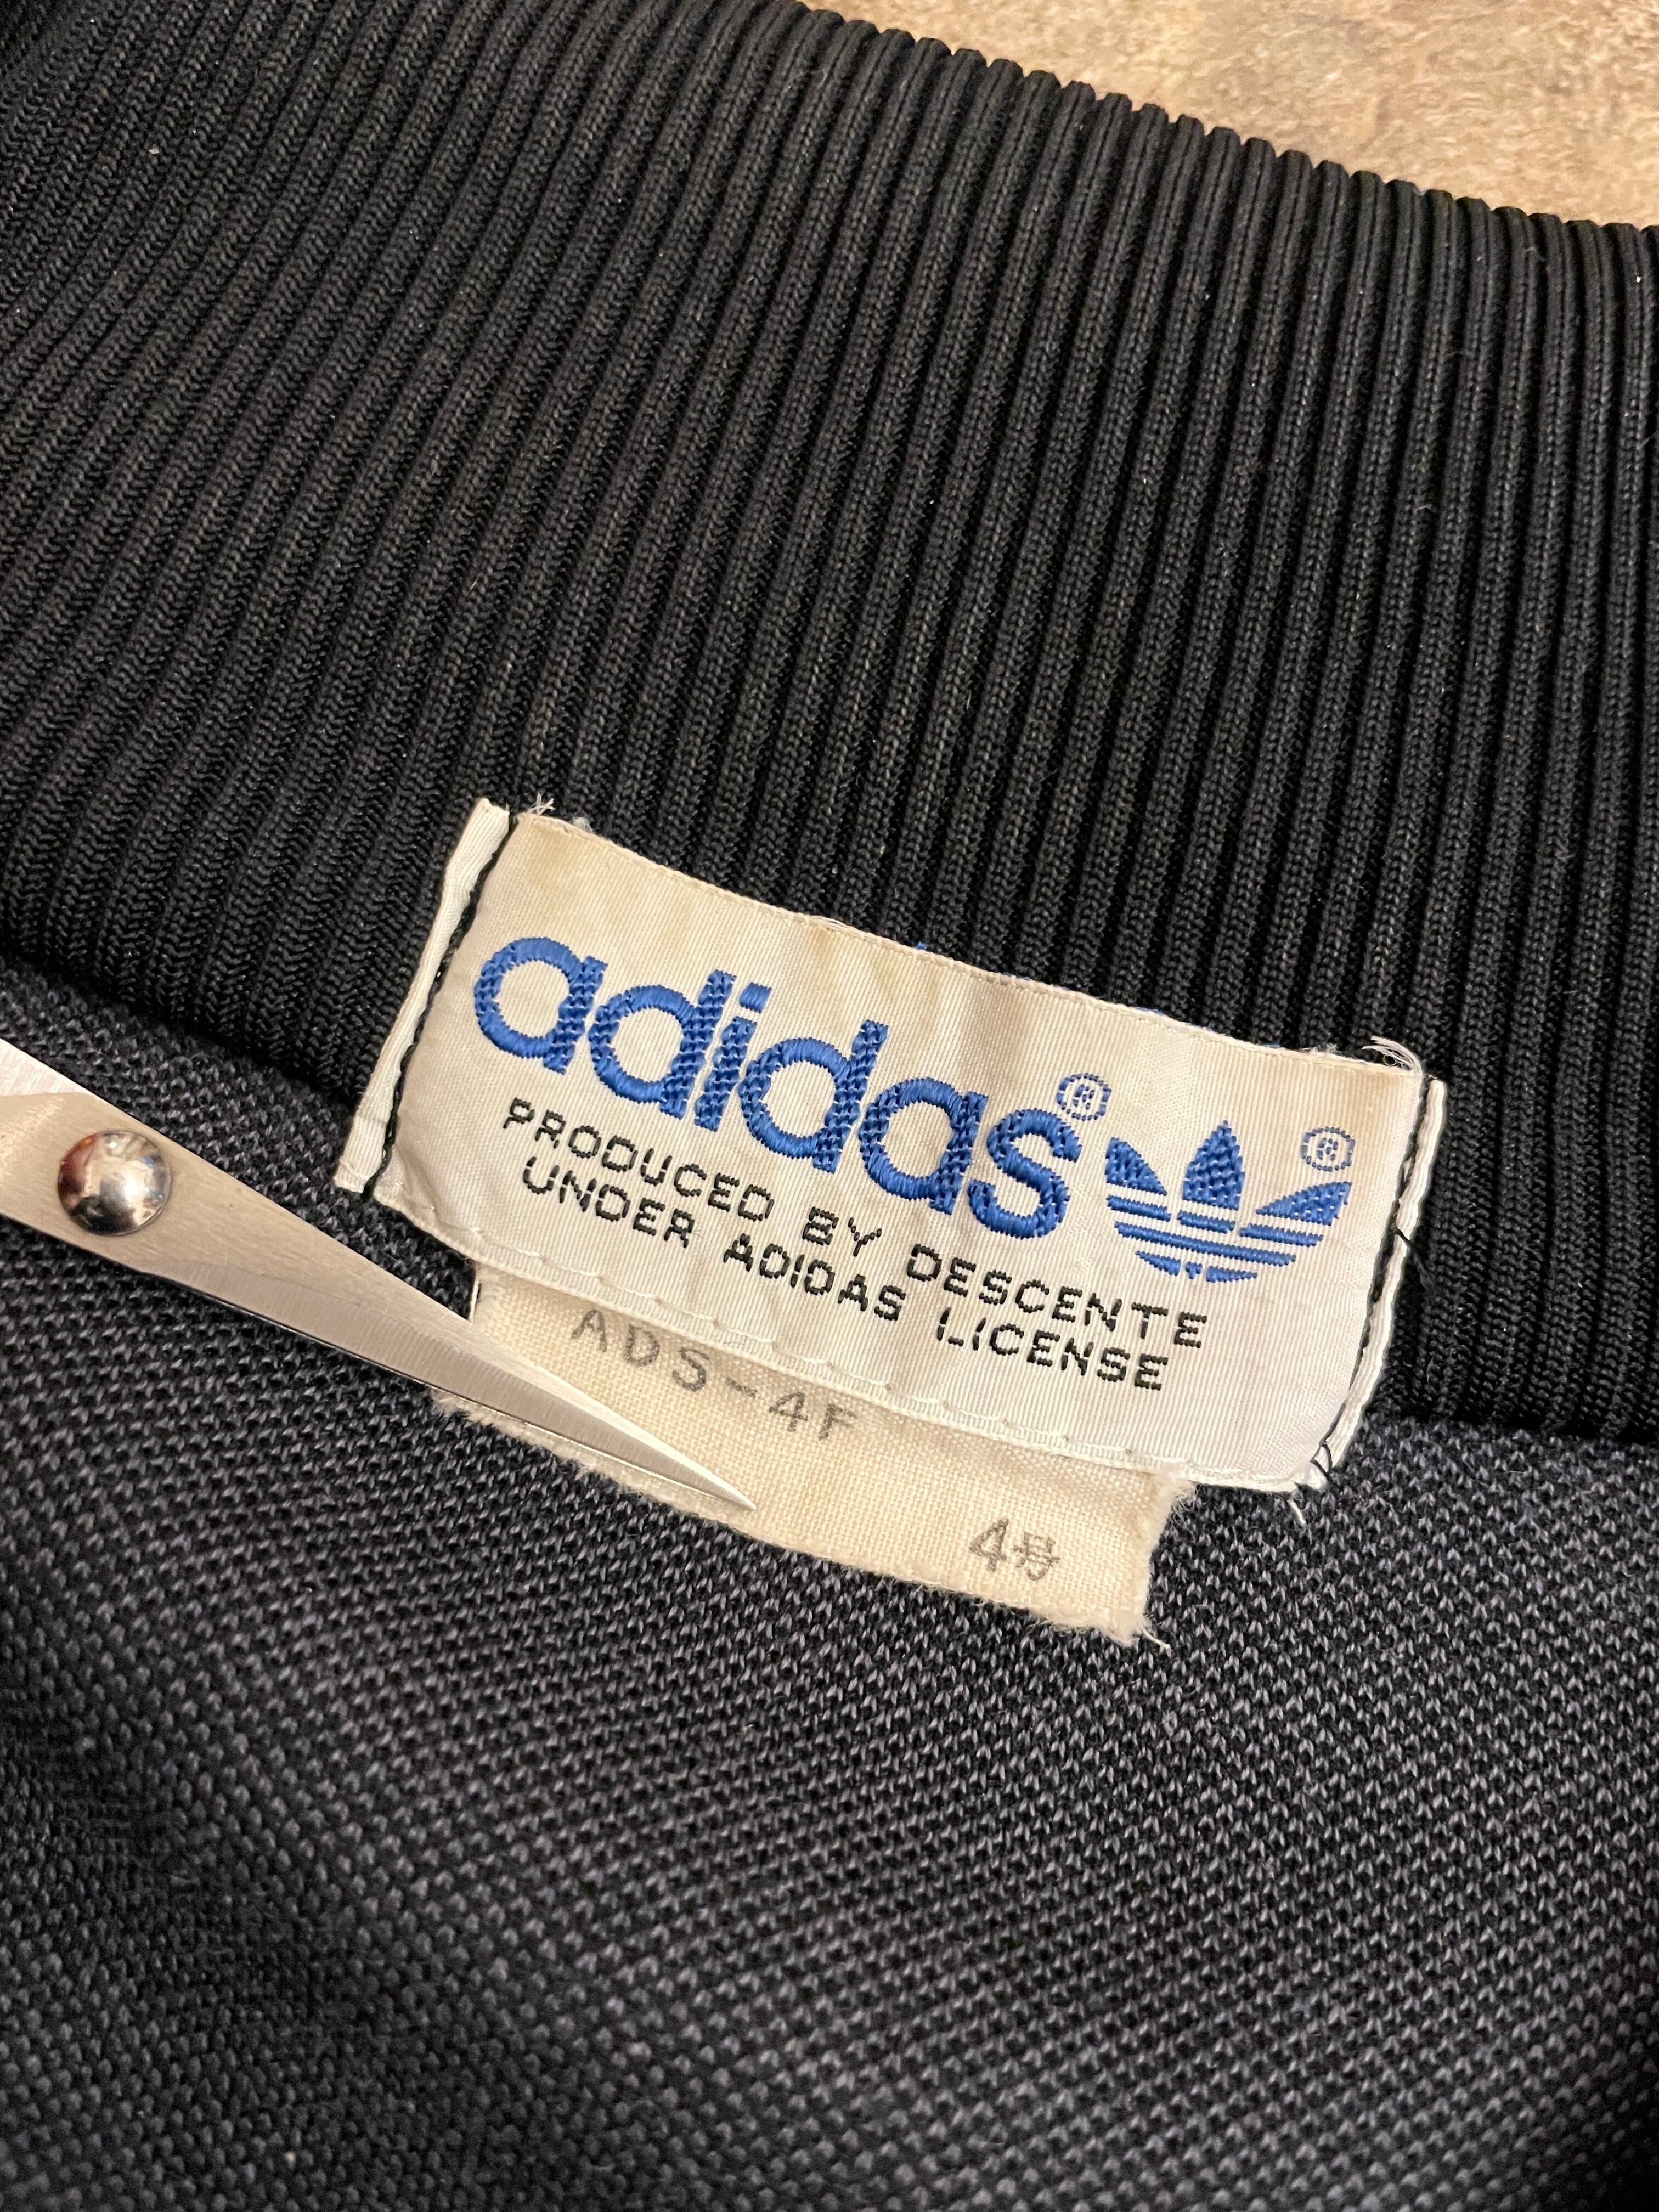 adidas®
®
PRODUCED BY DESCENTE
UNDER ADIDAS LICENSE
ADS-4F
4号